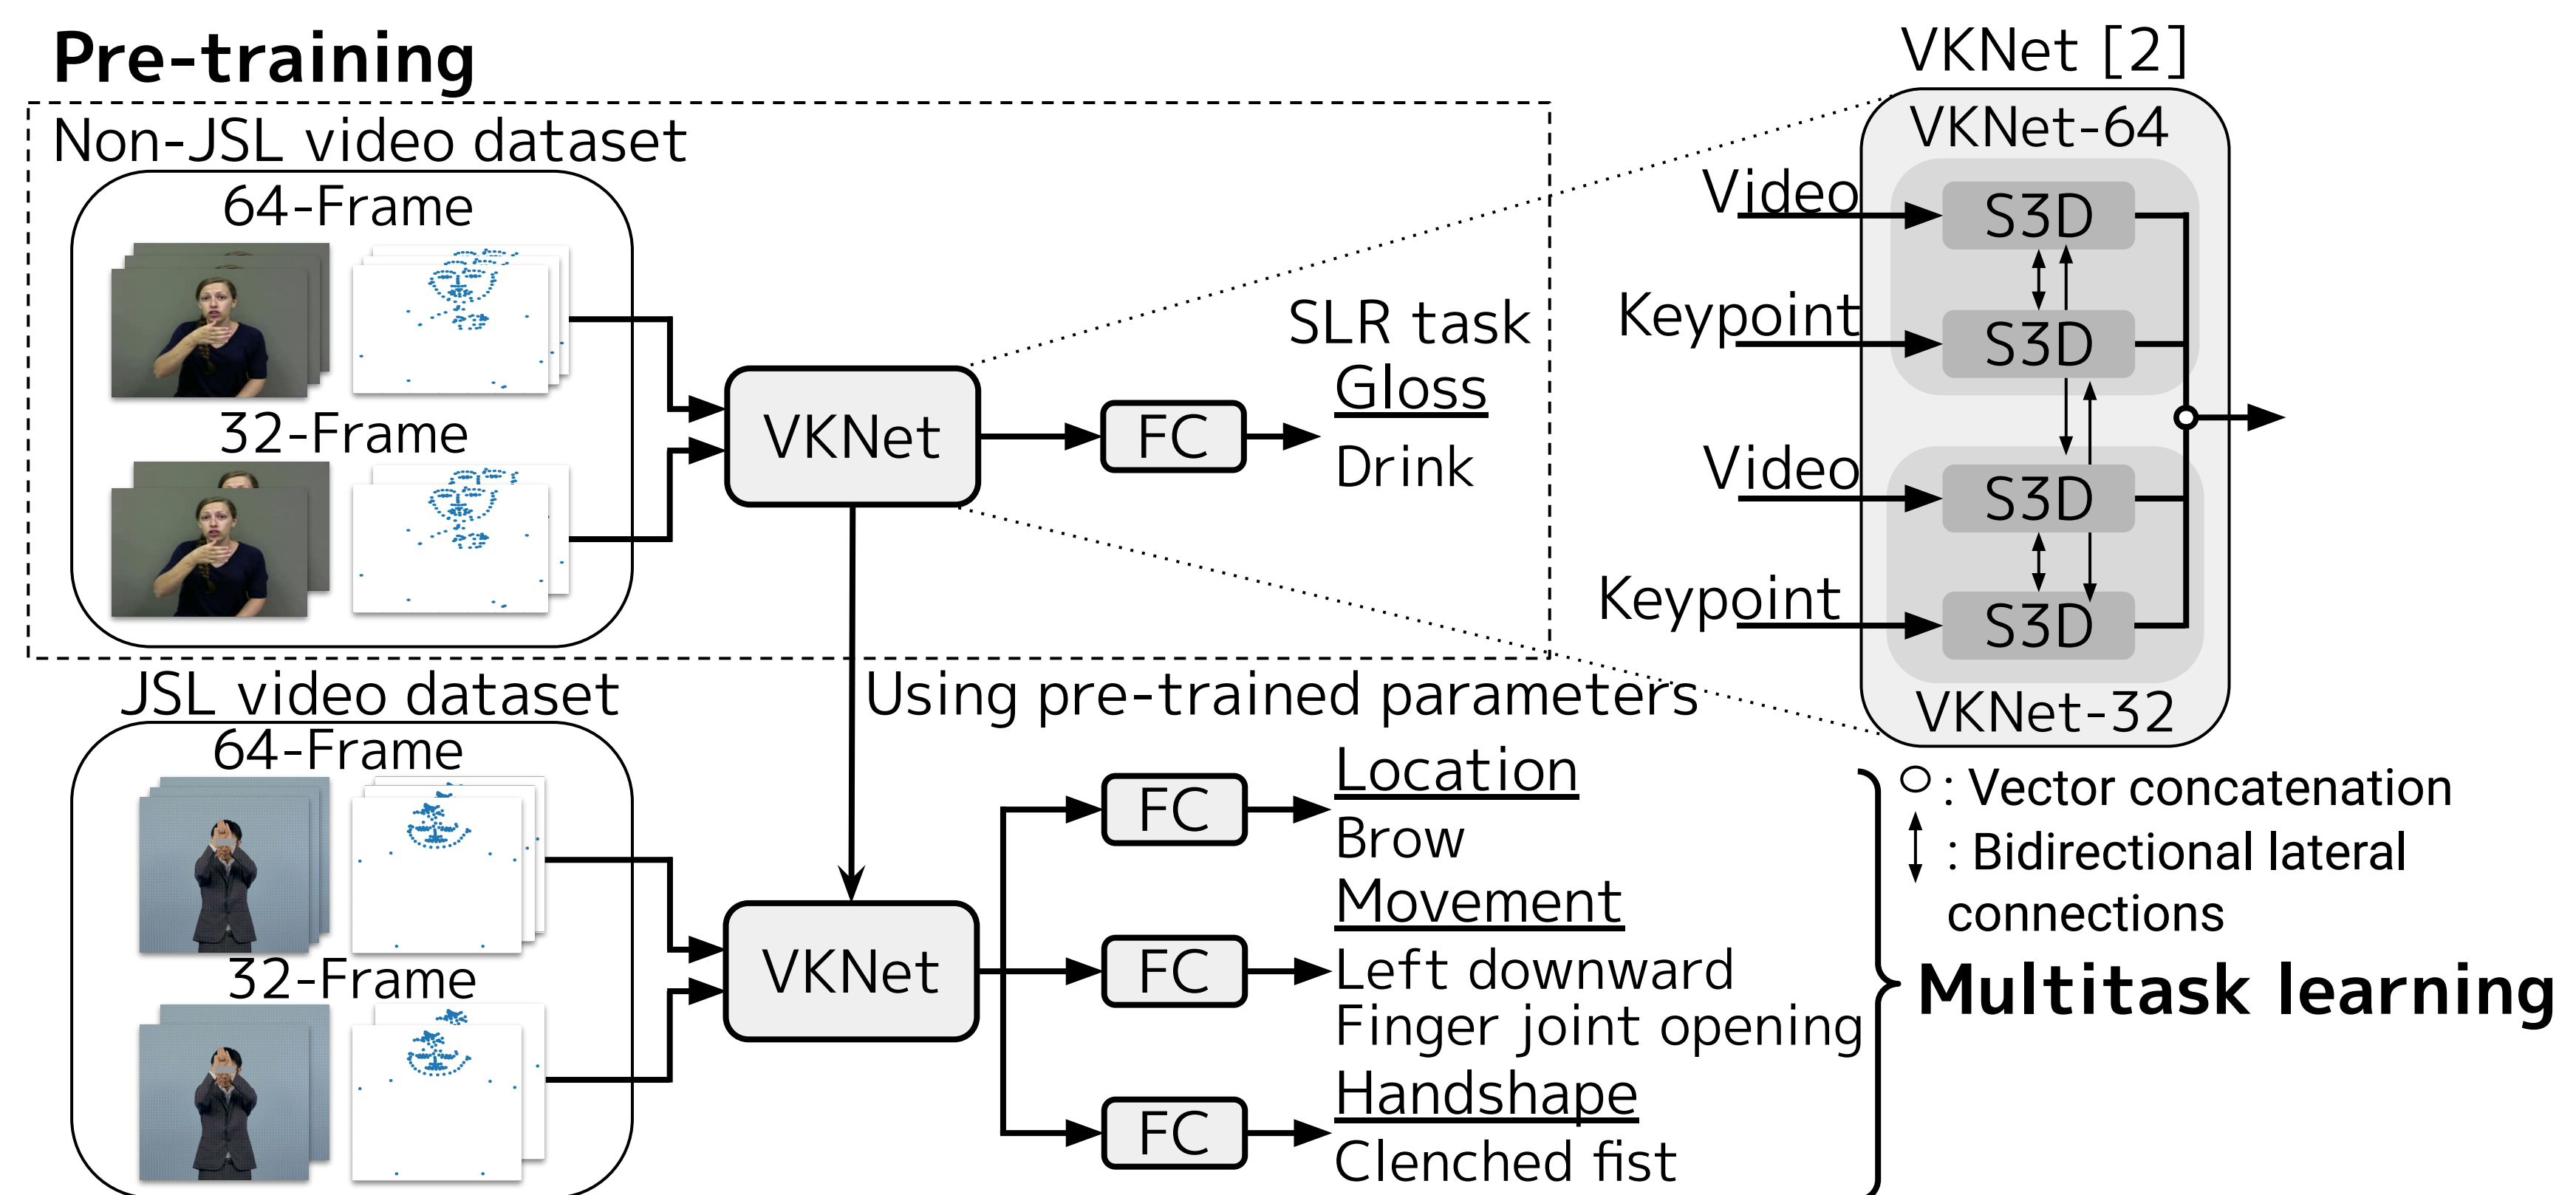 Pre-training
Non-JSL video dataset
64-Frame
32-Frame
VKNet
FC
SLR task
Gloss
Drink
VKNet [2]
VKNet-64
Video
S3D
Keypoint
S3D
Video
S3D
Keypoint
S3D
VKNet-32
Using pre-trained parameters
JSL video dataset
64-Frame
32-Frame
VKNet
FC
Location
Brow
FC
Movement
Left downward
Finger joint opening
FC
Handshape
Clenched fist
: Vector concatenation
: Bidirectional lateral
connections
Multitask learning